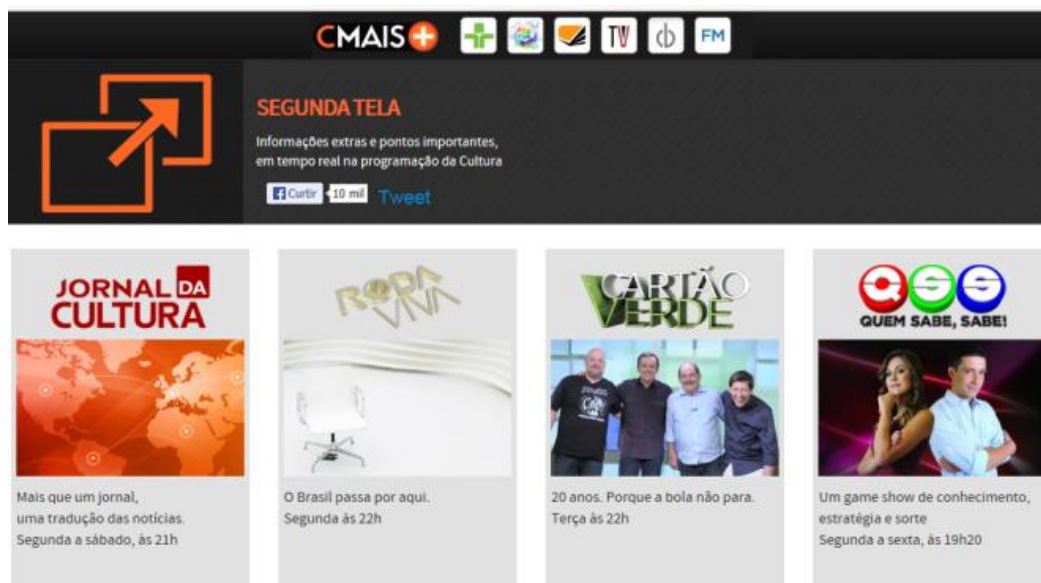 CMAIS+
TV
cb
FM
SEGUNDA TELA
Informações extras e pontos importantes,
em tempo real na programação da Cultura
Curtir
10 mil
Tweet
JORNAL DA
CULTURA
Mais que um jornal,
uma tradução das notícias.
Segunda a sábado, às 21h
RODA
VIVA
O Brasil passa por aqui.
Segunda às 22h
CARTÃO
VERDE
20 anos. Porque a bola não para.
Terça às 22h
QSS
QUEM SABE, SABE!
Um game show de conhecimento,
estratégia e sorte
Segunda a sexta, às 19h20